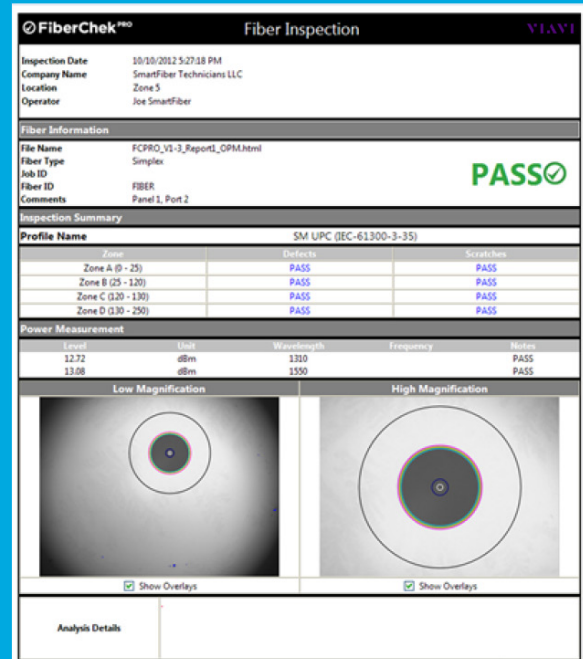 FiberChek PRO Fiber Inspection VIAVI
Inspection Date 10/10/2012 5:27:18 PM
Company Name SmartFiber Technicians LLC
Location Zone 5
Operator Joe SmartFiber
Fiber Information
File Name FCPRO_V1-3_Report1_OPM.html
Fiber Type Simplex
Job ID
Fiber ID FIBER
Comments Panel 1, Port 2
PASS
Inspection Summary
Profile Name SM UPC (IEC-61300-3-35)
Zone Defects Scratches
Zone A (0 - 25) PASS PASS
Zone B (25 - 120) PASS PASS
Zone C (120 - 130) PASS PASS
Zone D (130 - 250) PASS PASS
Power Measurement
Level Unit Wavelength Frequency Notes
12.72 dBm 1310 PASS
13.08 dBm 1550 PASS
Low Magnification High Magnification
Show Overlays Show Overlays
Analysis Details